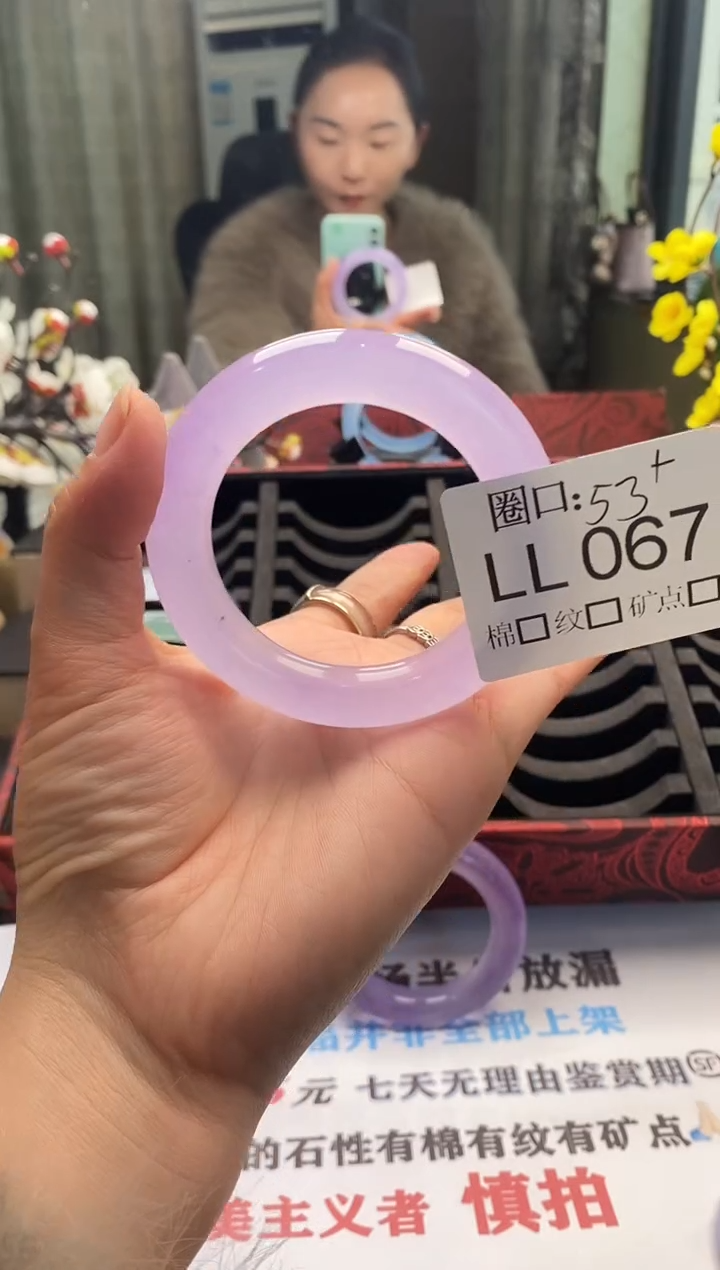 圈口:53+
LL 067
棉□ 纹□ 矿点□
放漏
并非全部上架
元 七天无理由鉴赏期 SF
的石性有棉有纹有矿点
美主义者 慎拍